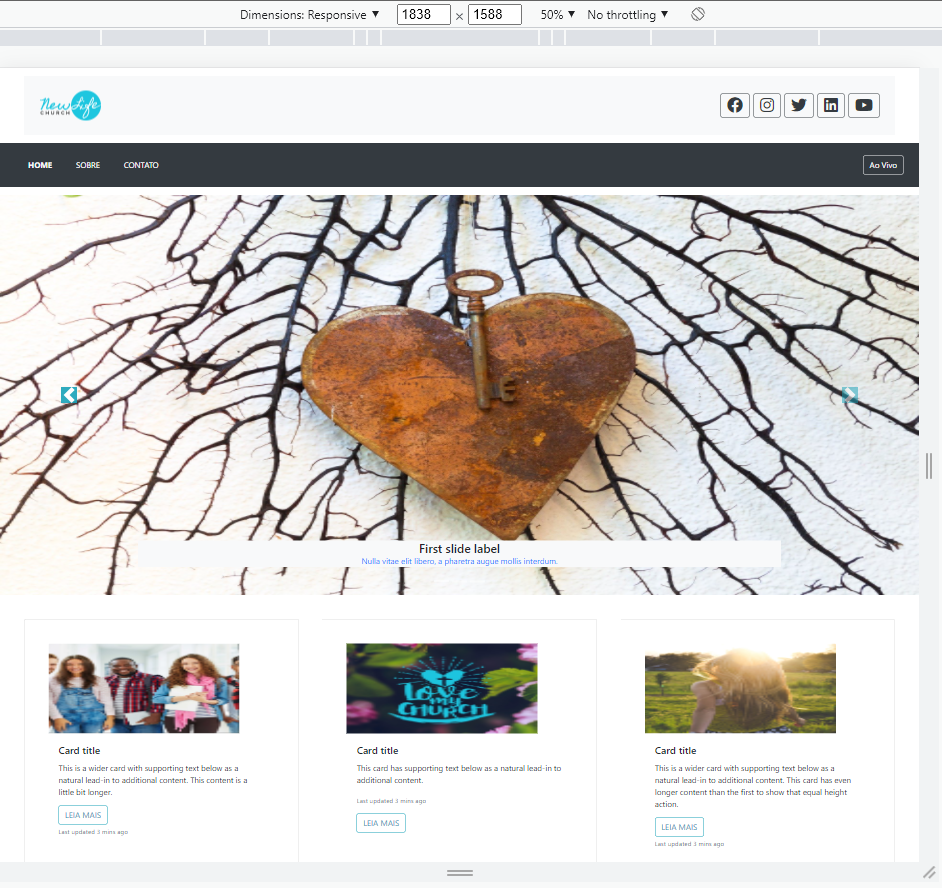 Dimensions: Responsive ▼ 1838 × 1588 50% ▼ No throttling ▼
New Life
CHURCH
HOME SOBRE CONTATO Ao Vivo
First slide label
Nulla vitae elit libero, a pharetra augue mollis interdum.
LOVE
my
CHURCH
Card title
This is a wider card with supporting text below as a
natural lead-in to additional content. This content is a
little bit longer.
LEIA MAIS
Last updated 3 mins ago
Card title
This card has supporting text below as a natural lead-in to
additional content.
Last updated 3 mins ago
LEIA MAIS
Card title
This is a wider card with supporting text below as a
natural lead-in to additional content. This card has even
longer content than the first to show that equal height
action.
LEIA MAIS
Last updated 3 mins ago